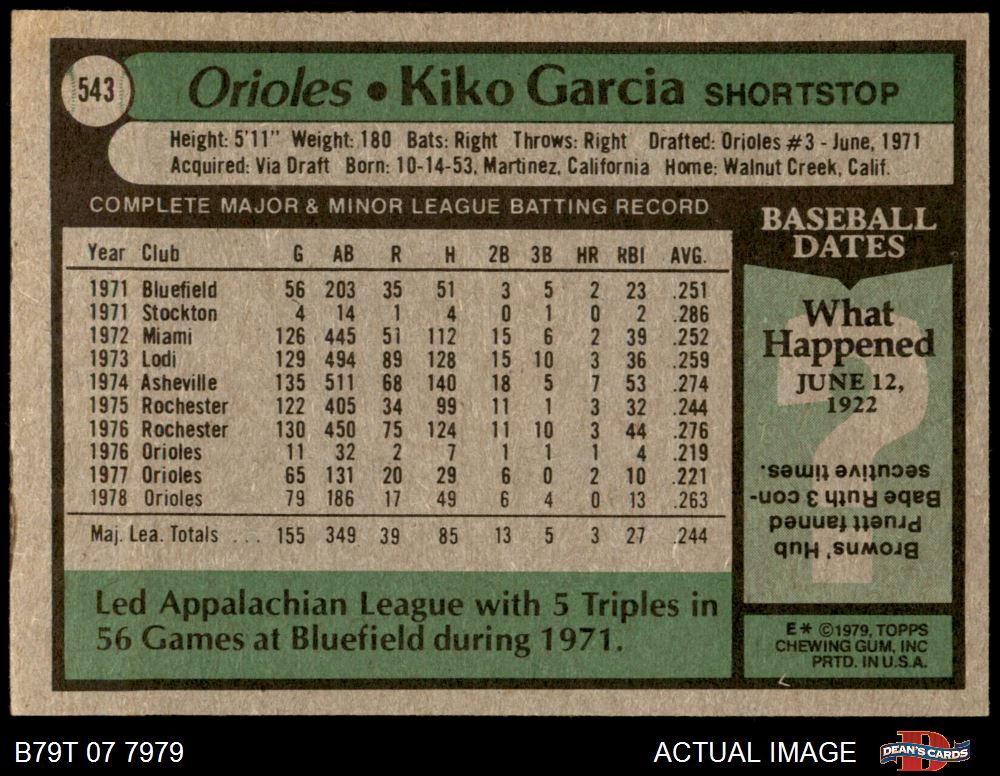 543
Orioles • Kiko Garcia SHORTSTOP
Height: 5'11" Weight: 180 Bats: Right Throws: Right Drafted: Orioles #3 - June, 1971
Acquired: Via Draft Born: 10-14-53, Martinez, California Home: Walnut Creek, Calif.
COMPLETE MAJOR & MINOR LEAGUE BATTING RECORD
Year Club G AB R H 2B 3B HR RBI AVG.
1971 Bluefield 56 203 35 51 3 5 2 23 .251
1971 Stockton 4 14 1 4 0 1 0 2 .286
1972 Miami 126 445 51 112 15 6 2 39 .252
1973 Lodi 129 494 89 128 15 10 3 36 .259
1974 Asheville 135 511 68 140 18 5 7 53 .274
1975 Rochester 122 405 34 99 11 1 3 32 .244
1976 Rochester 130 450 75 124 11 10 3 44 .276
1976 Orioles 11 32 2 7 1 1 1 4 .219
1977 Orioles 65 131 20 29 6 0 2 10 .221
1978 Orioles 79 186 17 49 6 4 0 13 .263
Maj. Lea. Totals . . . 155 349 39 85 13 5 3 27 .244
Led Appalachian League with 5 Triples in
56 Games at Bluefield during 1971.
BASEBALL
DATES
What
Happened
JUNE 12,
1922
Browns' Hub
Pruett fanned
Babe Ruth 3 con-
secutive times.
E* ©1979, TOPPS
CHEWING GUM, INC
PRTD. IN U.S.A.
B79T 07 7979
ACTUAL IMAGE
DEAN'S CARDS